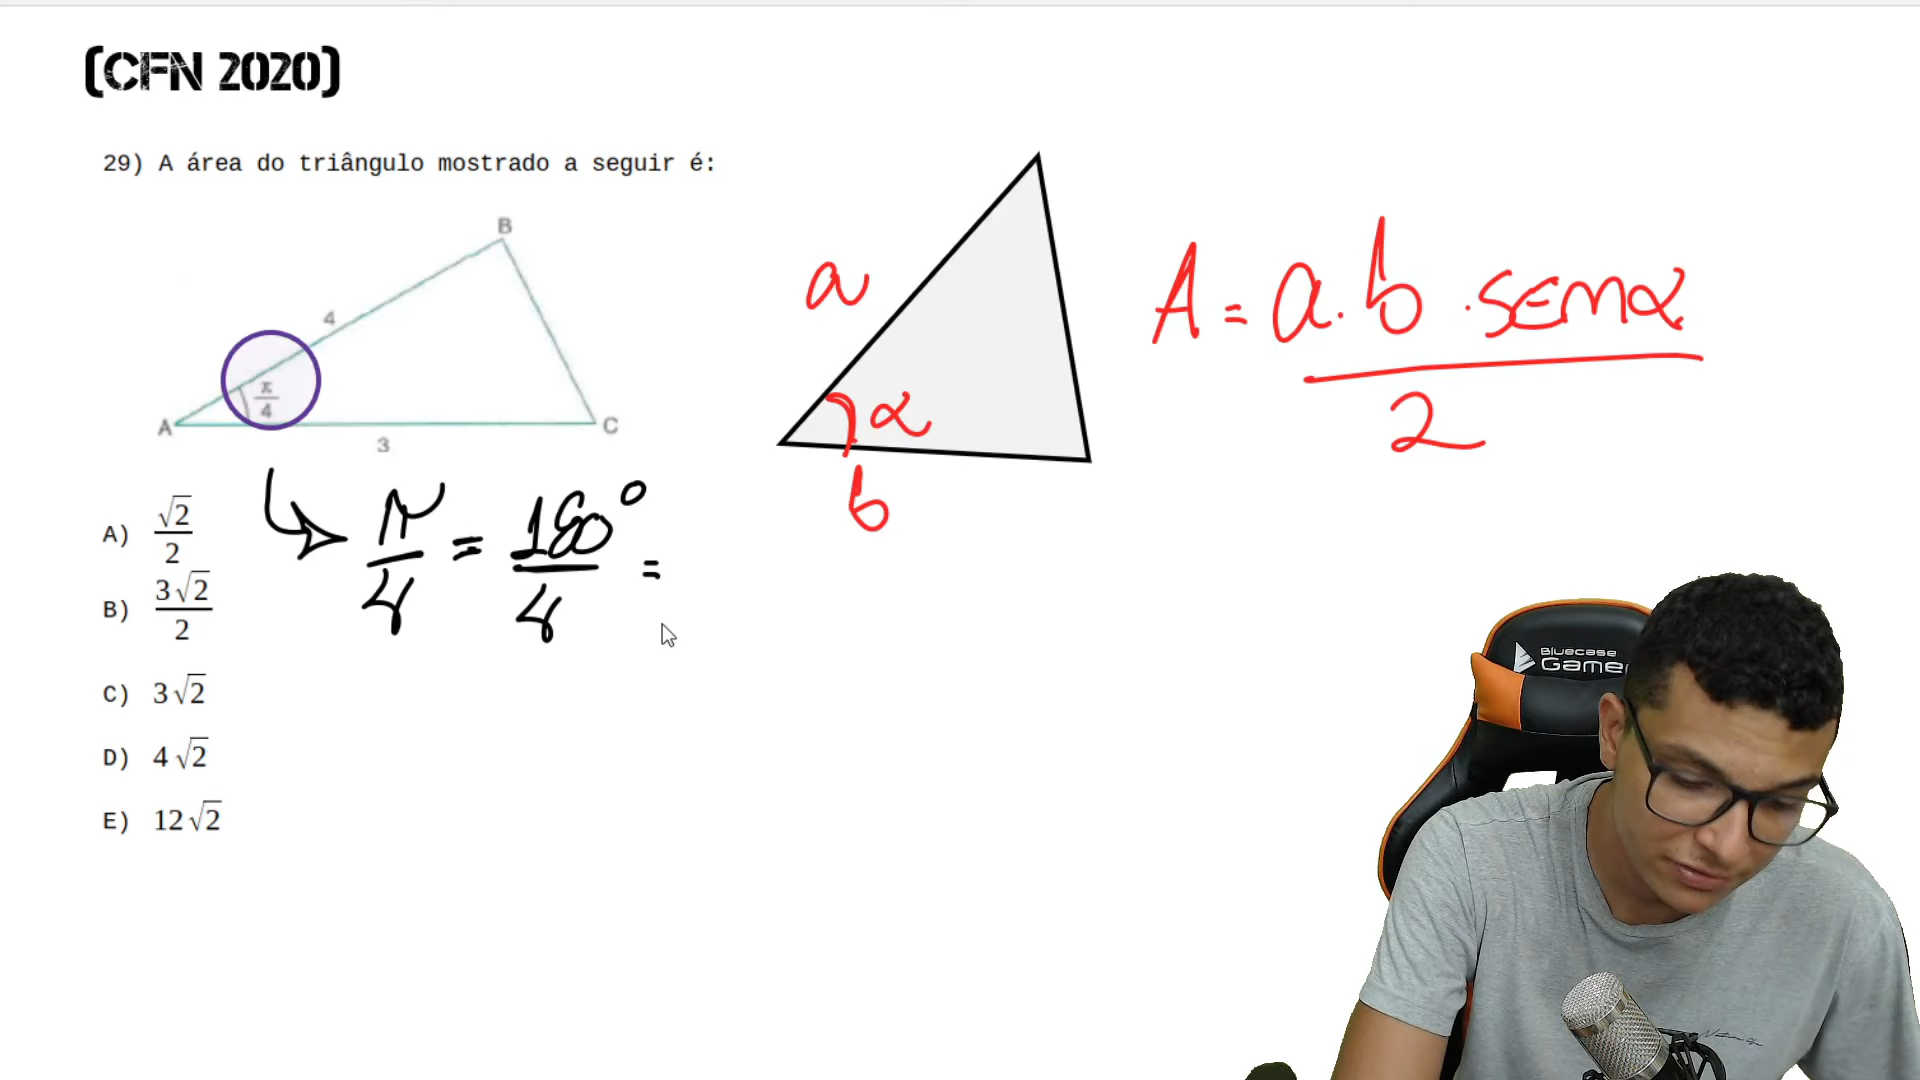 (CFN 2020)
29) A área do triângulo mostrado a seguir é:
B
4
π/4
A
C
3
a
α
b
A = a.b.senα/2
π/4 = 180°/4 =
A) √2/2
B) 3√2/2
C) 3√2
D) 4√2
E) 12√2
Bluecase
Game